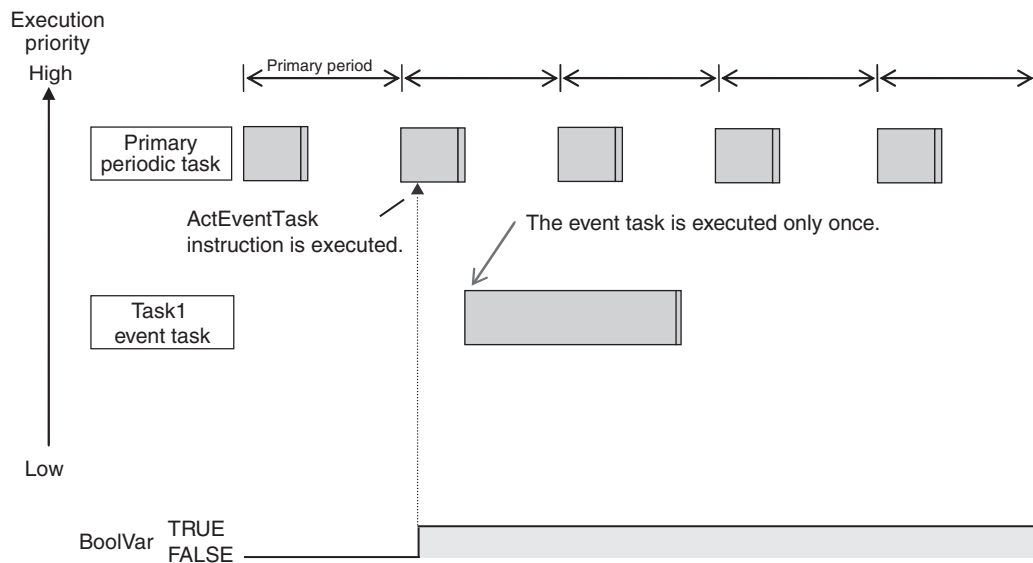 Execution
priority
High
Primary period
Primary
periodic task
ActEventTask
instruction is executed.
The event task is executed only once.
Task1
event task
Low
BoolVar
TRUE
FALSE